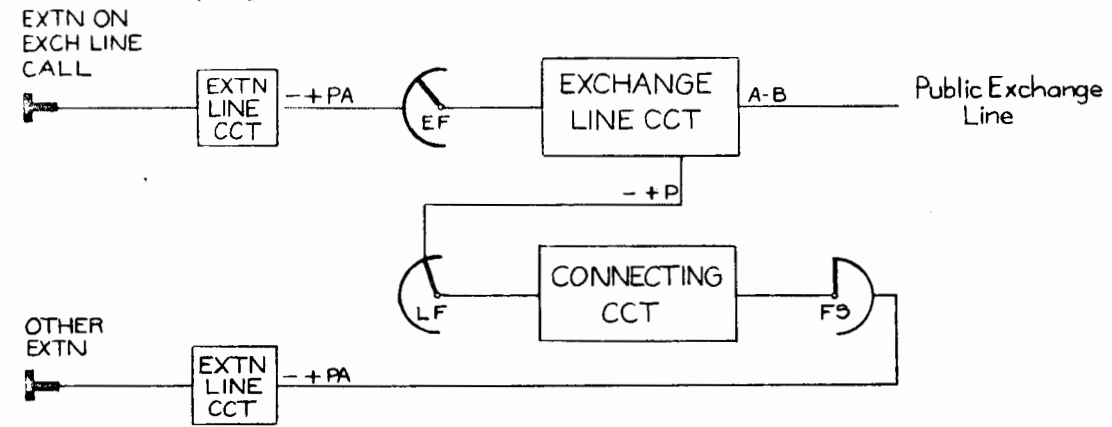 EXTN ON
EXCH LINE
CALL
EXTN
LINE
CCT
- + PA
EF
EXCHANGE
LINE CCT
A-B
Public Exchange
Line
- + P
LF
CONNECTING
CCT
FS
OTHER
EXTN
EXTN
LINE
CCT
- + PA